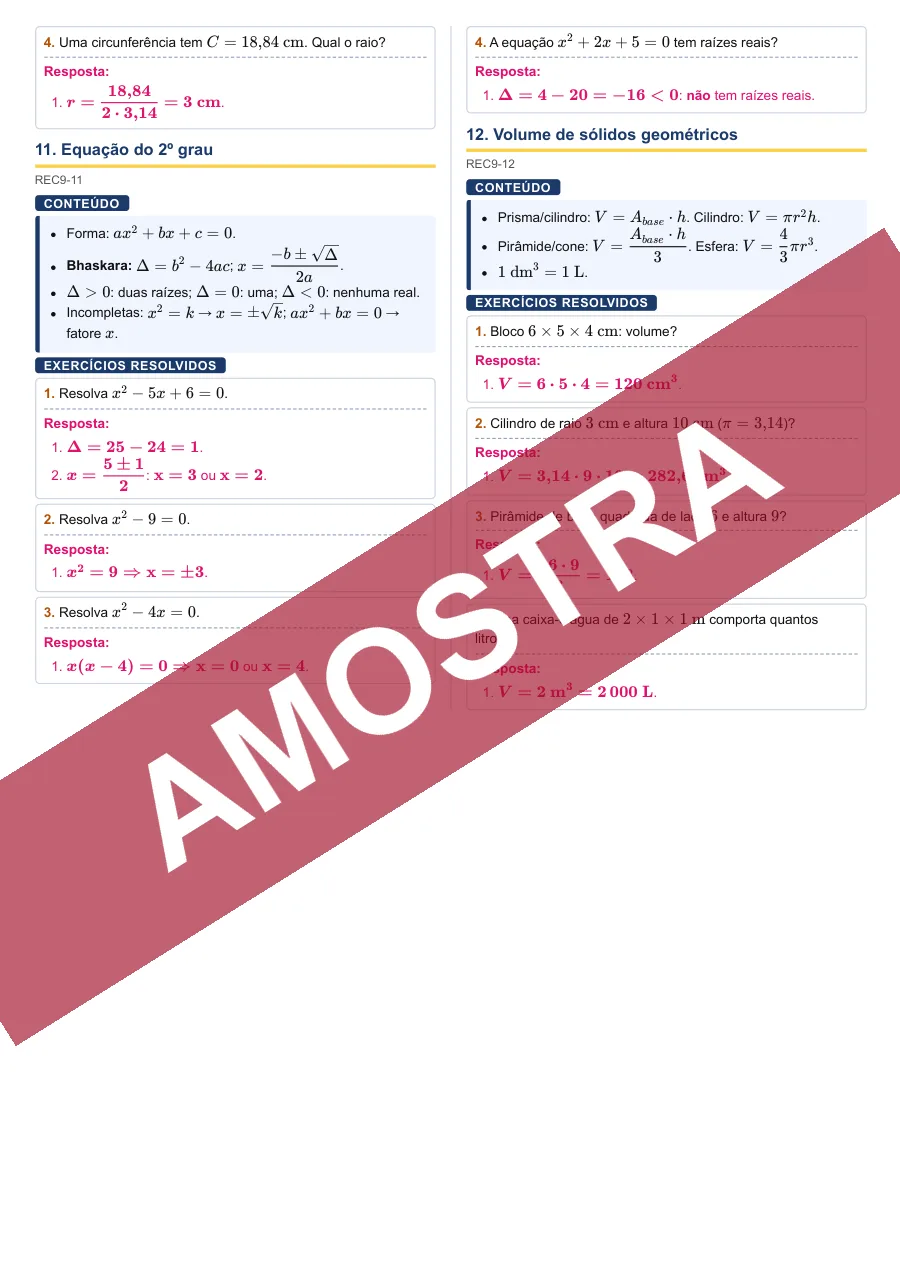 4. Uma circunferência tem C = 18,84 cm. Qual o raio?
Resposta:
1. r = 18,84 / (2 · 3,14) = 3 cm.
11. Equação do 2º grau
REC9-11
CONTEÚDO
• Forma: ax² + bx + c = 0.
• Bhaskara: Δ = b² − 4ac; x = (−b ± √Δ) / 2a.
• Δ > 0: duas raízes; Δ = 0: uma; Δ < 0: nenhuma real.
• Incompletas: x² = k → x = ±√k; ax² + bx = 0 →
fatore x.
EXERCÍCIOS RESOLVIDOS
1. Resolva x² − 5x + 6 = 0.
Resposta:
1. Δ = 25 − 24 = 1.
2. x = (5 ± 1) / 2: x = 3 ou x = 2.
2. Resolva x² − 9 = 0.
Resposta:
1. x² = 9 ⇒ x = ±3.
3. Resolva x² − 4x = 0.
Resposta:
1. x(x − 4) = 0 ⇒ x = 0 ou x = 4.
4. A equação x² + 2x + 5 = 0 tem raízes reais?
Resposta:
1. Δ = 4 − 20 = −16 < 0: não tem raízes reais.
12. Volume de sólidos geométricos
REC9-12
CONTEÚDO
• Prisma/cilindro: V = A_base · h. Cilindro: V = πr²h.
• Pirâmide/cone: V = (A_base · h) / 3. Esfera: V = 4/3 πr³.
• 1 dm³ = 1 L.
EXERCÍCIOS RESOLVIDOS
1. Bloco 6 × 5 × 4 cm: volume?
Resposta:
1. V = 6 · 5 · 4 = 120 cm³.
2. Cilindro de raio 3 cm e altura 10 cm (π = 3,14)?
Resposta:
1. V = 3,14 · 9 ·
3. Pirâmide de lado 6 e altura 9?
1. V =
caixa- água de 2 × 1 × 1 m comporta quantos
1. V = 2 m³ = 2 000 L.
AMOSTRA